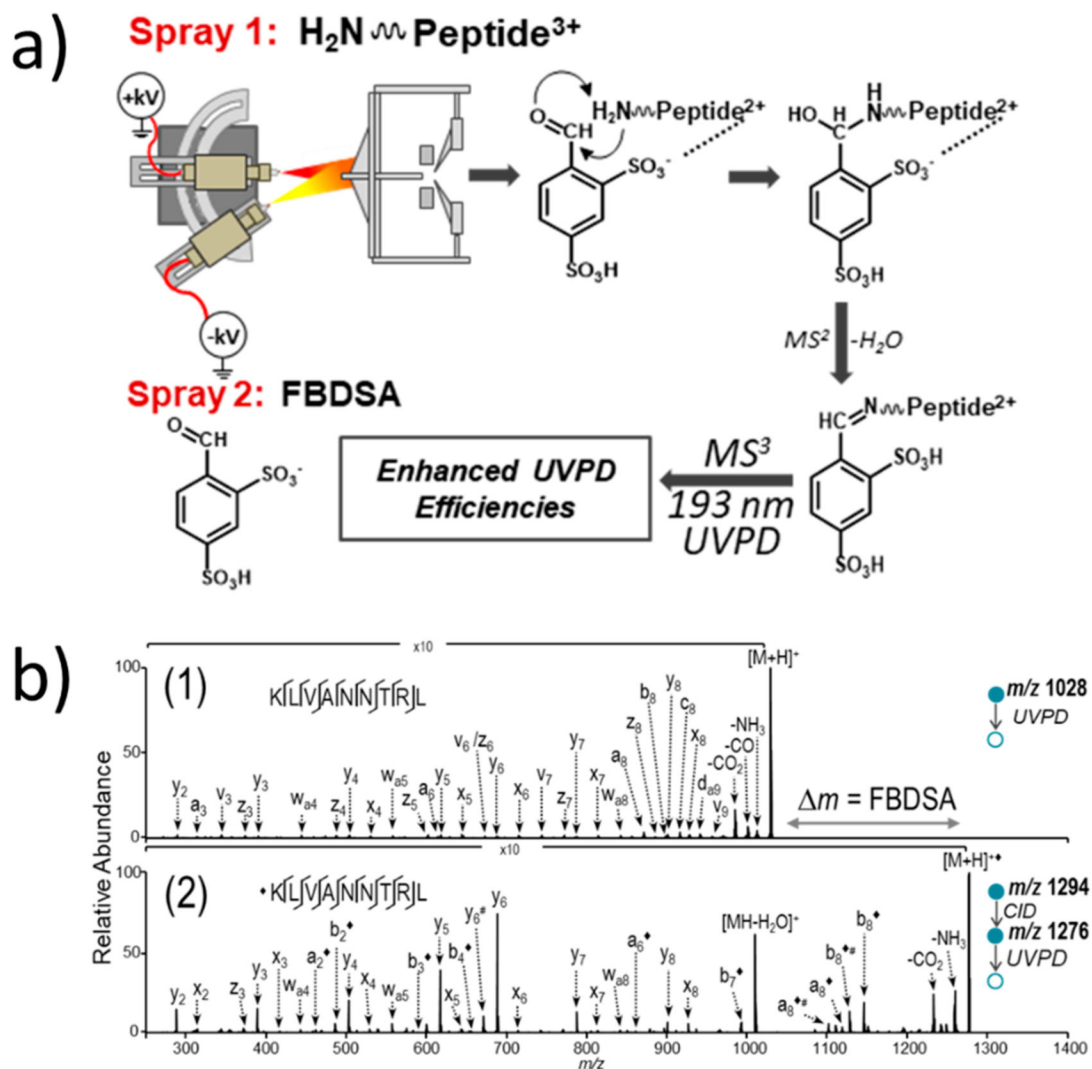 a)
Spray 1: H₂N Peptide³⁺
+kV
-kV
O CH H₂N Peptide²⁺
SO₃⁻
SO₃H
HO H C H N Peptide²⁺
SO₃⁻
SO₃H
MS² -H₂O
Spray 2: FBDSA
O CH
SO₃⁻
SO₃H
Enhanced UVPD
Efficiencies
MS³
193 nm
UVPD
HC N Peptide²⁺
SO₃H
SO₃H
b)
x10
[M+H]⁺
(1)
KLVANNTRL
100
50
0
y₂ a₃ v₃ z₃ y₃ wₐ₄ z₄ y₄ x₄ wₐ₅ z₅ a₆ y₅ x₅ v₆/z₆ y₆ x₆ v₇ z₇ y₇ x₇ wₐ₈ a₈ z₈ b₈ y₈ c₈ x₈ dₐ₉ v₉ -CO₂ -CO -NH₃
m/z 1028
UVPD
Δm = FBDSA
Relative Abundance
x10
[M+H]⁺♦
(2)
♦KLVANNTRL
100
50
0
y₂ x₂ z₃ y₃ x₃ wₐ₄ a₂♦ b₂♦ y₄ x₄ wₐ₅ b₃♦ y₅ x₅ b₄♦ y₆# y₆ x₆ y₇ x₇ wₐ₈ a₆♦ y₈ x₈ b₇♦ [MH-H₂O]⁺ a₈♦# a₈♦ b₈♦# b₈♦ -CO₂ -NH₃
m/z 1294
CID
m/z 1276
UVPD
300 400 500 600 700 800 900 1000 1100 1200 1300 1400
m/z